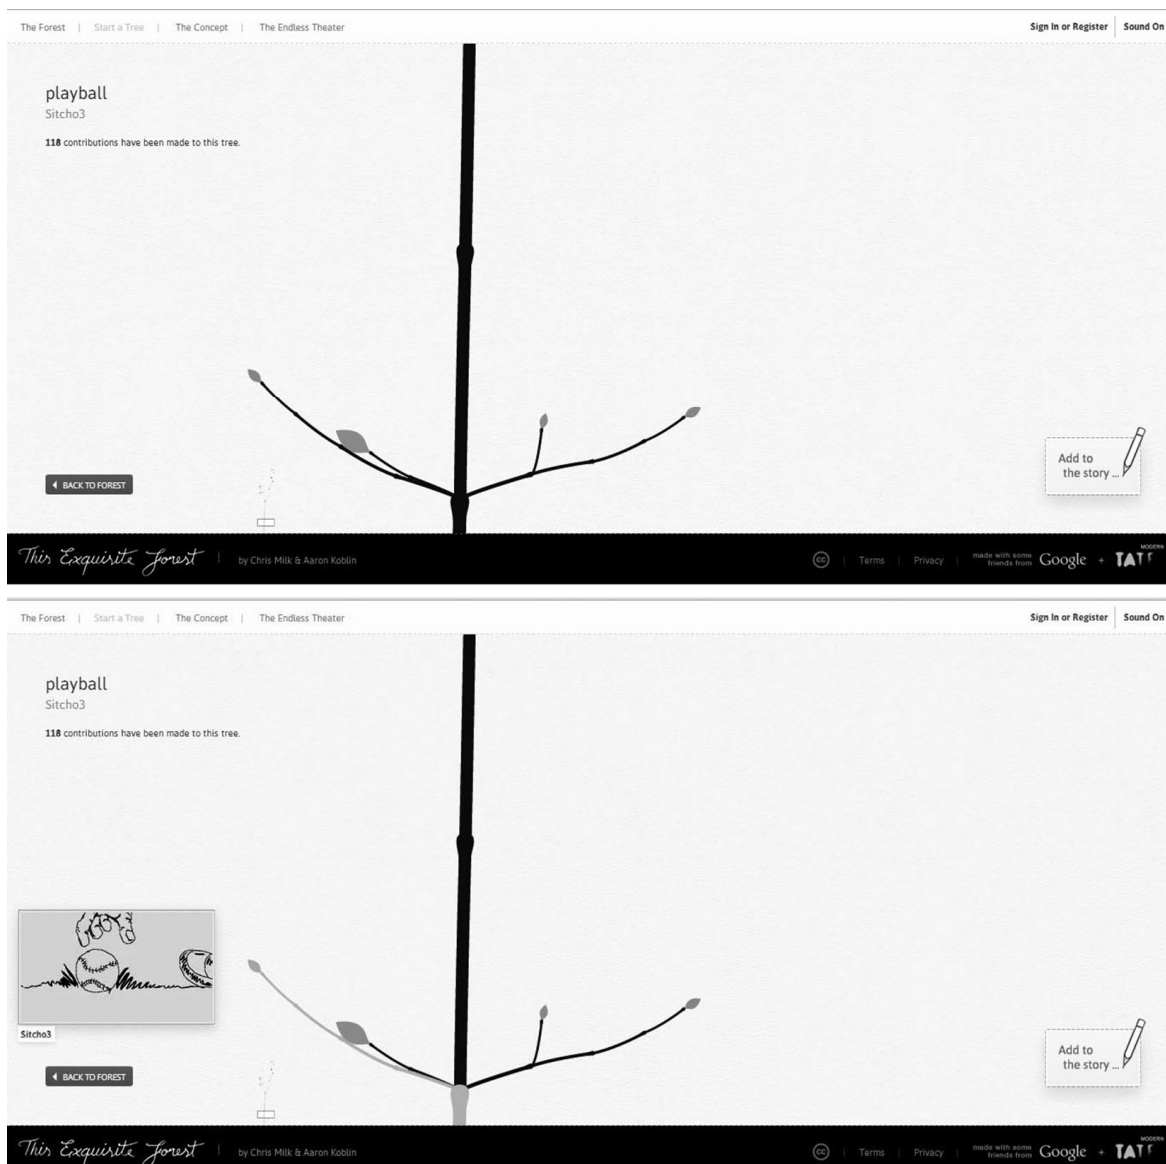 The Forest | Start a Tree | The Concept | The Endless Theater Sign In or Register Sound On
playball
Sitcho3
118 contributions have been made to this tree.
Add to
the story ...
BACK TO FOREST
This Exquisite Forest | by Chris Milk & Aaron Koblin cc | Terms | Privacy | made with some friends from Google + MODERN TATE
The Forest | Start a Tree | The Concept | The Endless Theater Sign In or Register Sound On
playball
Sitcho3
118 contributions have been made to this tree.
Sitcho3
Add to
the story ...
BACK TO FOREST
This Exquisite Forest | by Chris Milk & Aaron Koblin cc | Terms | Privacy | made with some friends from Google + MODERN TATE